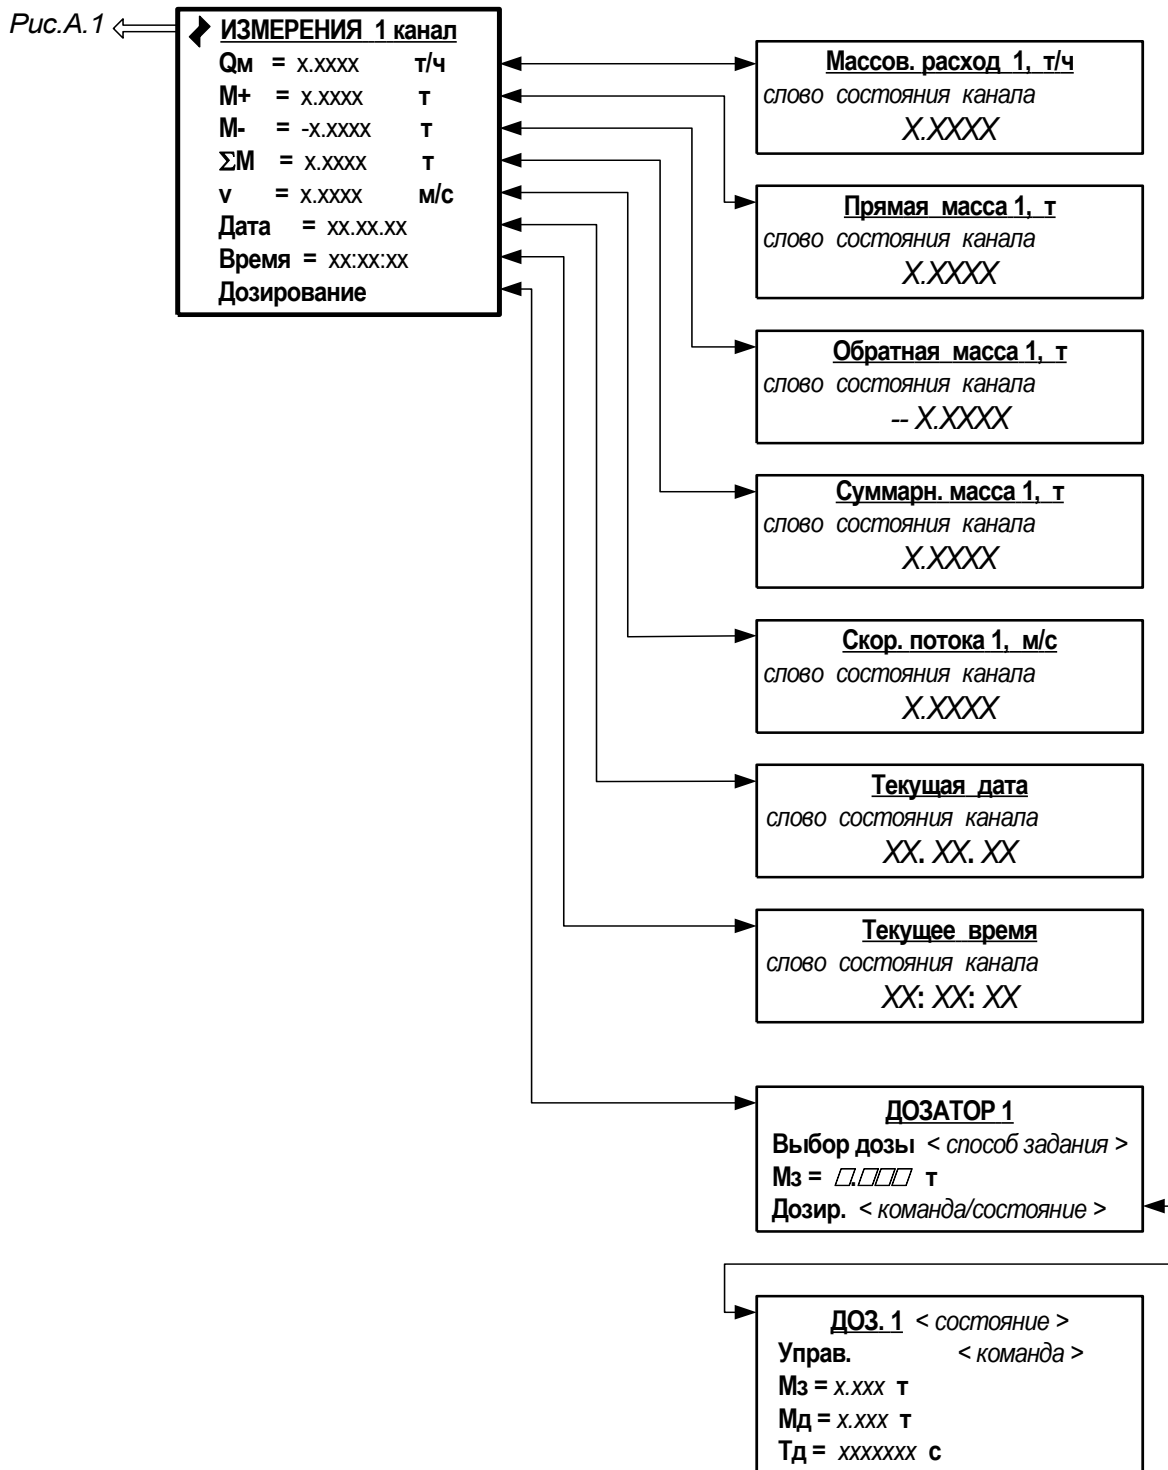 Рис.А.1
ИЗМЕРЕНИЯ 1 канал
Qм = х.хххх т/ч
М+ = х.хххх т
М- = -х.хххх т
ΣМ = х.хххх т
v = х.хххх м/с
Дата = хх.хх.хх
Время = хх:хх:хх
Дозирование
Массов. расход 1, т/ч
слово состояния канала
Х.ХХХХ
Прямая масса 1, т
слово состояния канала
Х.ХХХХ
Обратная масса 1, т
слово состояния канала
-- Х.ХХХХ
Суммарн. масса 1, т
слово состояния канала
Х.ХХХХ
Скор. потока 1, м/с
слово состояния канала
Х.ХХХХ
Текущая дата
слово состояния канала
ХХ. ХХ. ХХ
Текущее время
слово состояния канала
ХХ: ХХ: ХХ
ДОЗАТОР 1
Выбор дозы < способ задания >
Мз = □.□□□ т
Дозир. < команда/состояние >
ДОЗ. 1 < состояние >
Управ. < команда >
Мз = х.ххх т
Мд = х.ххх т
Тд = ххххххх с